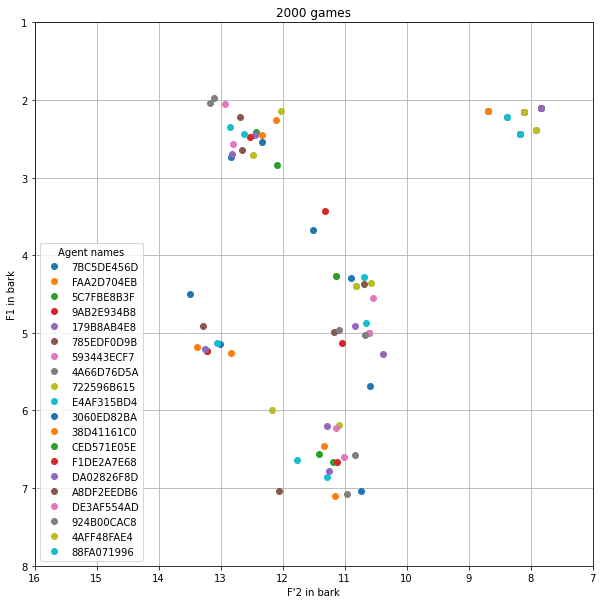 2000 games
1
2
3
4
5
6
7
8
F1 in bark
Agent names
7BC5DE456D
FAA2D704EB
5C7FBE8B3F
9AB2E934B8
179B8AB4E8
785EDF0D9B
593443ECF7
4A66D76D5A
722596B615
E4AF315BD4
3060ED82BA
38D41161C0
CED571E05E
F1DE2A7E68
DA02826F8D
A8DF2EEDB6
DE3AF554AD
924B00CAC8
4AFF48FAE4
88FA071996
16 15 14 13 12 11 10 9 8 7
F'2 in bark